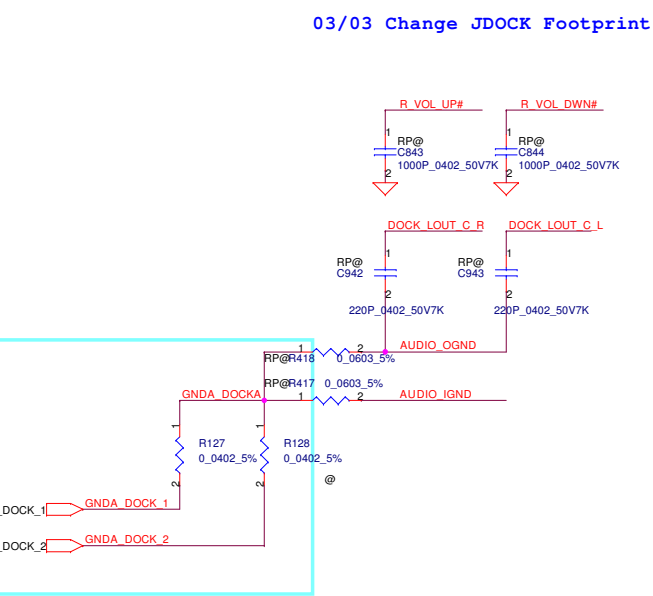 03/03 Change JDOCK Footprint
R_VOL_UP#
R_VOL_DWN#
1
RP@
C843
1000P_0402_50V7K
2
1
RP@
C844
1000P_0402_50V7K
2
DOCK_LOUT_C_R
DOCK_LOUT_C_L
1
RP@
C942
2
220P_0402_50V7K
1
RP@
C943
2
220P_0402_50V7K
1
2
AUDIO_OGND
RP@R418
0_0603_5%
RP@R417
0_0603_5%
GNDA_DOCKA
1
2
AUDIO_IGND
1
R127
0_0402_5%
2
1
R128
0_0402_5%
2
@
_DOCK_1
GNDA_DOCK_1
_DOCK_2
GNDA_DOCK_2